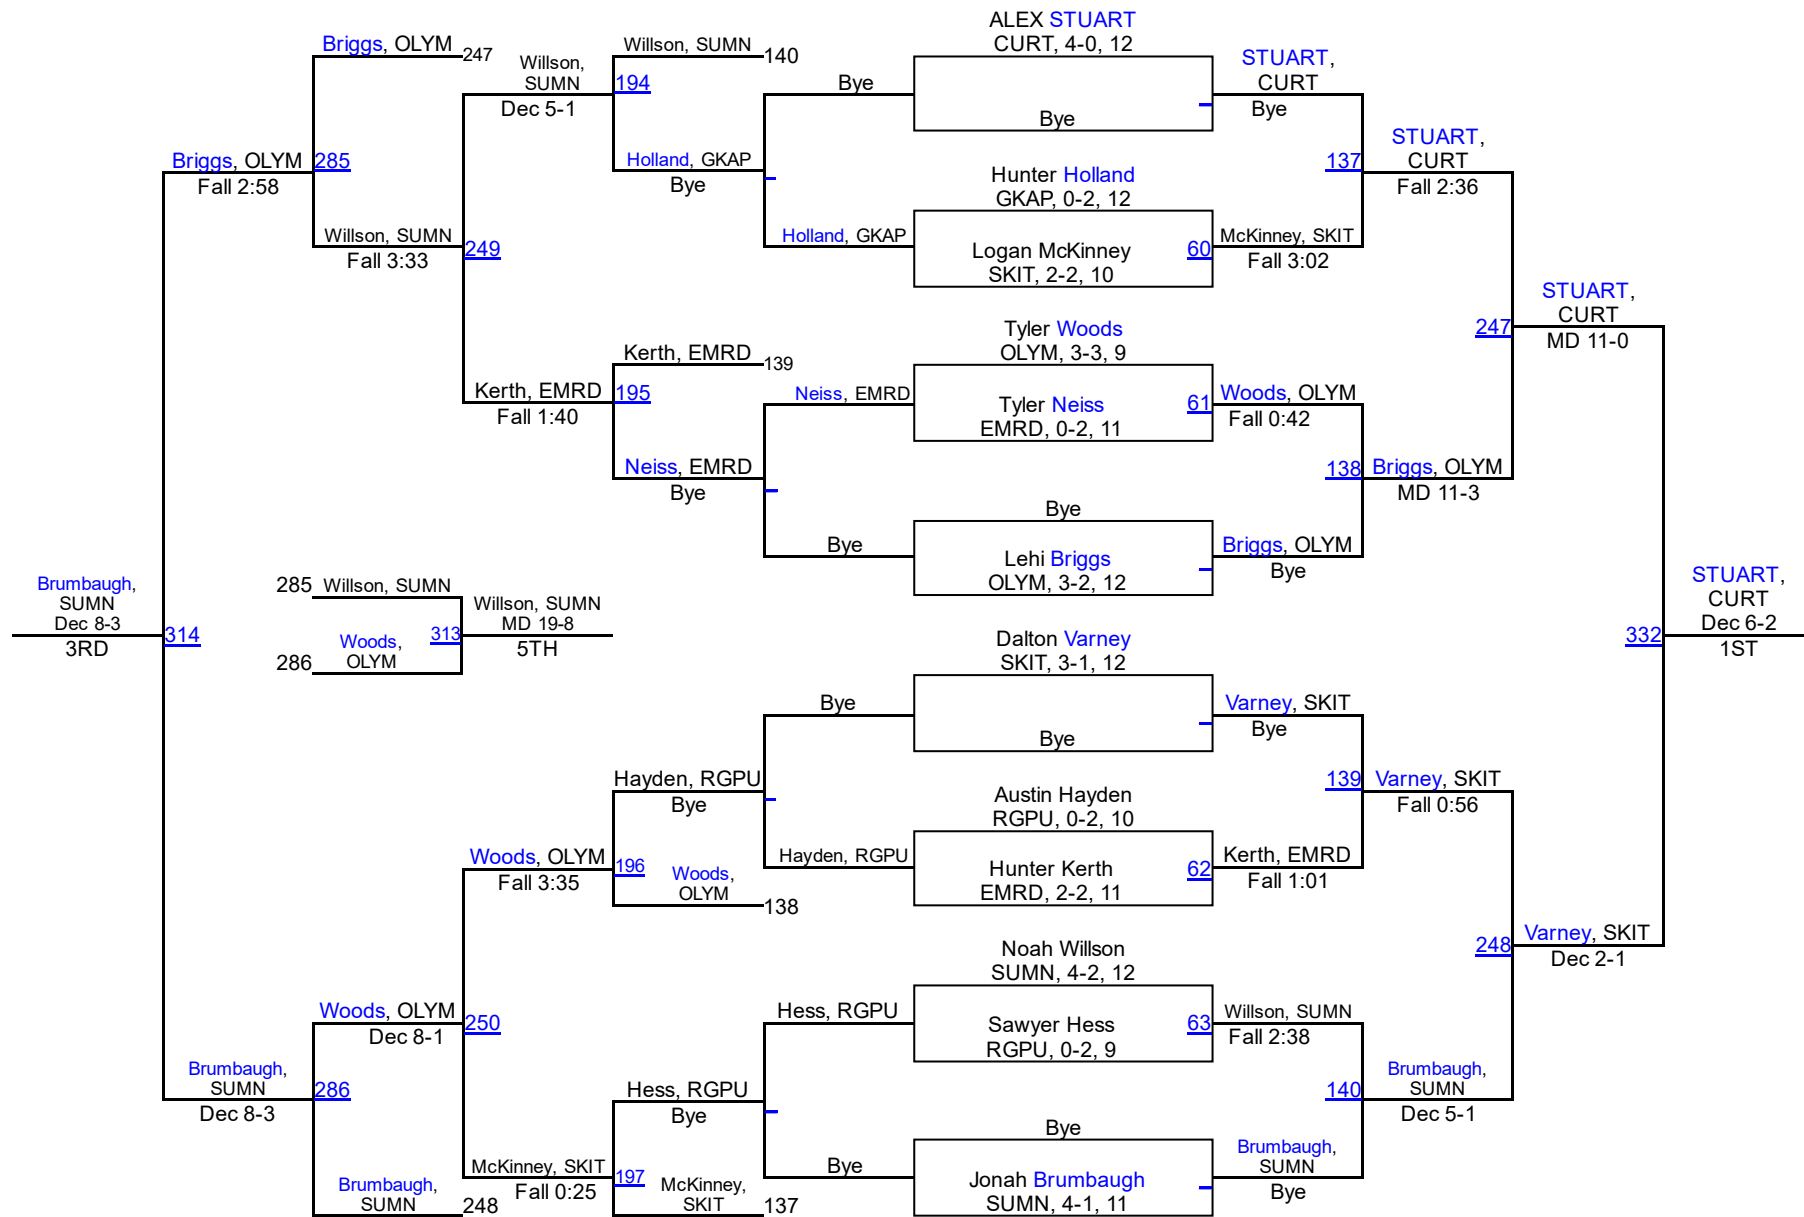 ALEX STUART
CURT, 4-0, 12
Bye
Hunter Holland
GKAP, 0-2, 12
Logan McKinney
SKIT, 2-2, 10
60
Tyler Woods
OLYM, 3-3, 9
Tyler Neiss
EMRD, 0-2, 11
61
Bye
Lehi Briggs
OLYM, 3-2, 12
Dalton Varney
SKIT, 3-1, 12
Bye
Austin Hayden
RGPU, 0-2, 10
Hunter Kerth
EMRD, 2-2, 11
62
Noah Willson
SUMN, 4-2, 12
Sawyer Hess
RGPU, 0-2, 9
63
Bye
Jonah Brumbaugh
SUMN, 4-1, 11
STUART,
CURT
Bye
137
McKinney, SKIT
Fall 3:02
Woods, OLYM
Fall 0:42
138
Briggs, OLYM
Bye
Varney, SKIT
Bye
139
Kerth, EMRD
Fall 1:01
Willson, SUMN
Fall 2:38
140
Brumbaugh,
SUMN
Bye
STUART,
CURT
Fall 2:36
247
Briggs, OLYM
MD 11-3
Varney, SKIT
Fall 0:56
248
Brumbaugh,
SUMN
Dec 5-1
STUART,
CURT
MD 11-0
332
Varney, SKIT
Dec 2-1
STUART,
CURT
Dec 6-2
1ST
Bye
Holland, GKAP
Neiss, EMRD
Bye
Bye
Hayden, RGPU
Hess, RGPU
Bye
Willson, SUMN
140
194
Holland, GKAP
Bye
Kerth, EMRD
139
195
Neiss, EMRD
Bye
Hayden, RGPU
Bye
196
Woods,
OLYM
138
Hess, RGPU
Bye
197
McKinney,
SKIT
137
Willson,
SUMN
Dec 5-1
249
Kerth, EMRD
Fall 1:40
Woods, OLYM
Fall 3:35
250
McKinney, SKIT
Fall 0:25
Briggs, OLYM
247
285
Willson, SUMN
Fall 3:33
Woods, OLYM
Dec 8-1
286
Brumbaugh,
SUMN
248
Briggs, OLYM
Fall 2:58
314
Brumbaugh,
SUMN
Dec 8-3
Brumbaugh,
SUMN
Dec 8-3
3RD
285
Willson, SUMN
286
Woods,
OLYM
313
Willson, SUMN
MD 19-8
5TH